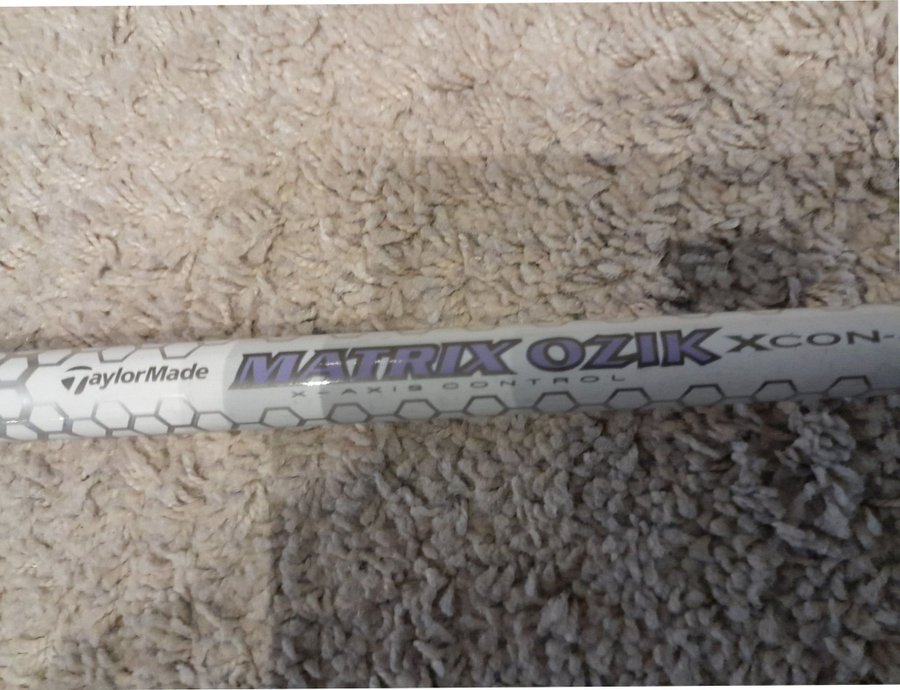 TaylorMade MATRIX OZIK XCON-
X-AXIS CONTROL